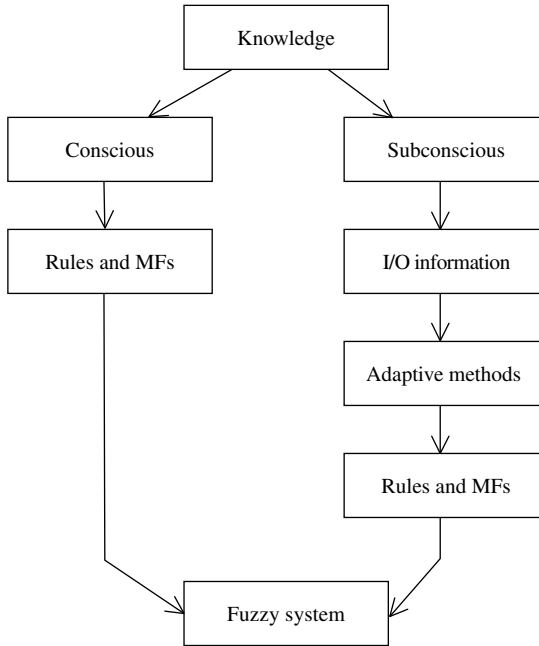 Knowledge
Conscious
Subconscious
Rules and MFs
I/O information
Adaptive methods
Rules and MFs
Fuzzy system